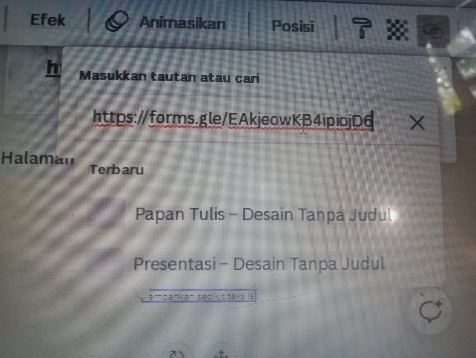 Efek
Animasikan
Posisi
Masukkan tautan atau cari
https://forms.gle/EAkjeowKB4ipiojD6
Halaman
Terbaru
Papan Tulis - Desain Tanpa Judul
Presentasi - Desain Tanpa Judul